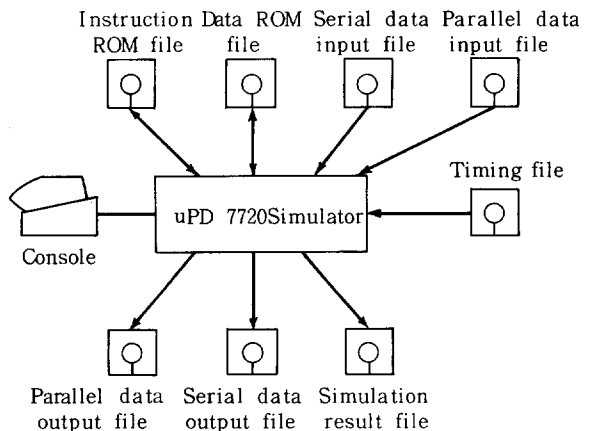 Instruction Data ROM Serial data Parallel data
ROM file file input file input file
Timing file
uPD 7720Simulator
Console
Parallel data Serial data Simulation
output file output file result file